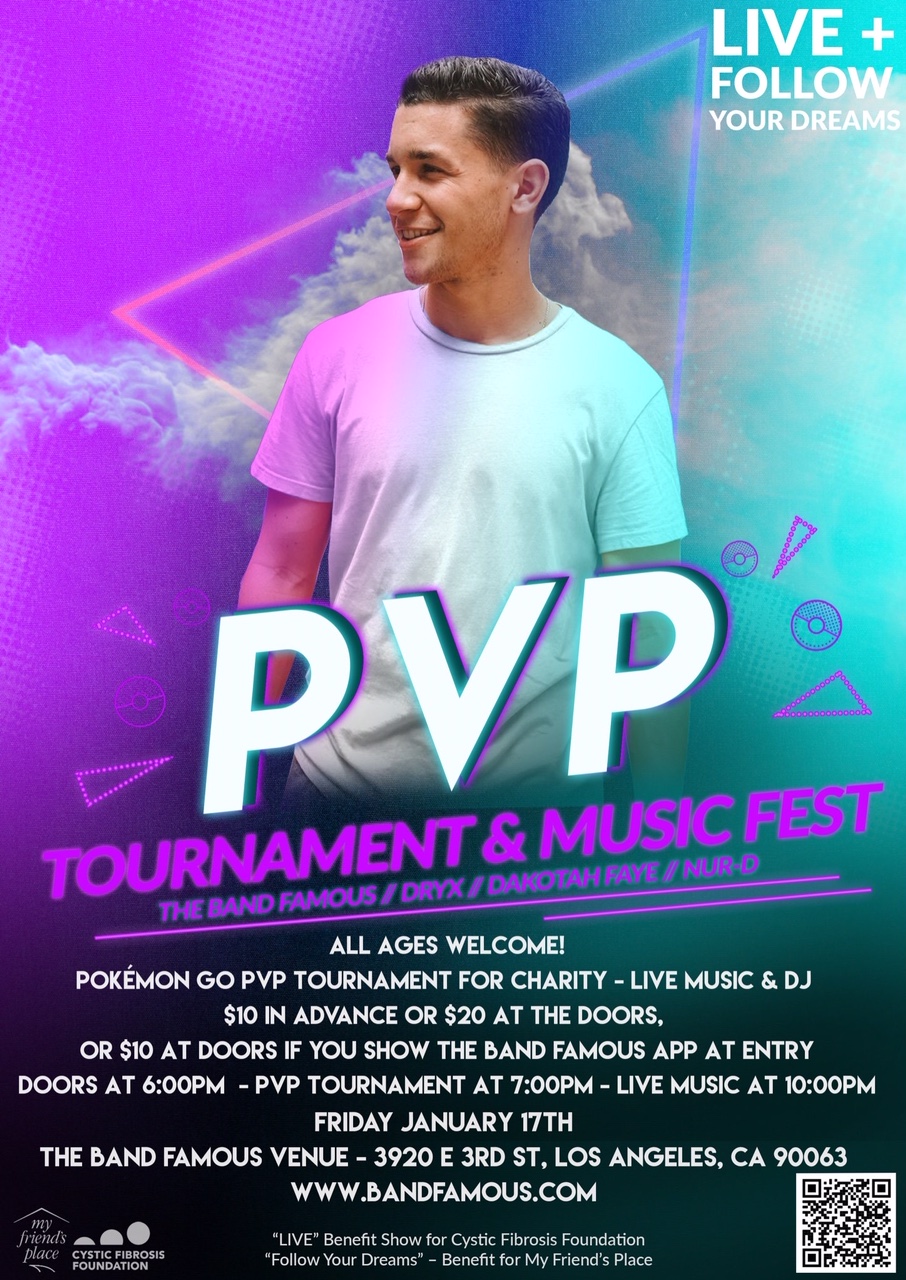 LIVE +
FOLLOW
YOUR DREAMS
PVP
TOURNAMENT & MUSIC FEST
THE BAND FAMOUS // DRYX // DAKOTAH FAYE // NUR-D
ALL AGES WELCOME!
POKÉMON GO PVP TOURNAMENT FOR CHARITY - LIVE MUSIC & DJ
$10 IN ADVANCE OR $20 AT THE DOORS,
OR $10 AT DOORS IF YOU SHOW THE BAND FAMOUS APP AT ENTRY
DOORS AT 6:00PM - PVP TOURNAMENT AT 7:00PM - LIVE MUSIC AT 10:00PM
FRIDAY JANUARY 17TH
THE BAND FAMOUS VENUE - 3920 E 3RD ST, LOS ANGELES, CA 90063
WWW.BANDFAMOUS.COM
my
friend's
place
CYSTIC FIBROSIS
FOUNDATION
“LIVE” Benefit Show for Cystic Fibrosis Foundation
“Follow Your Dreams” – Benefit for My Friend’s Place